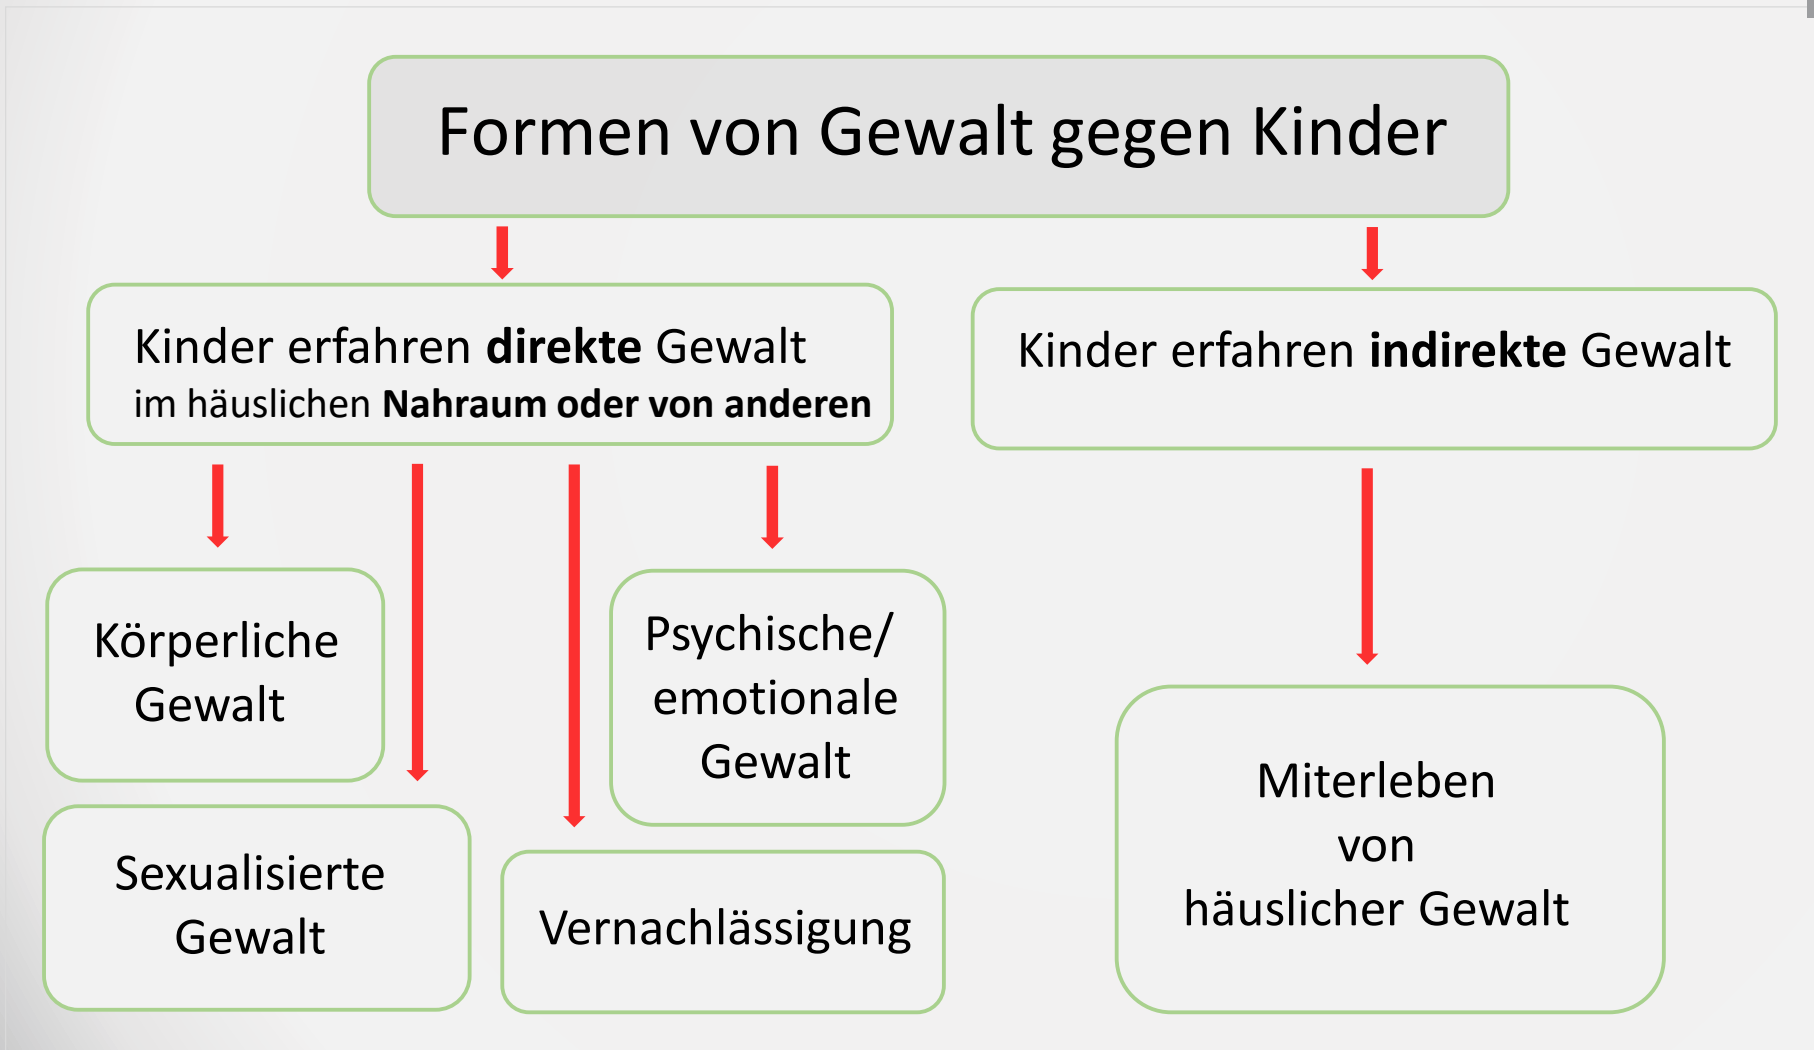 Formen von Gewalt gegen Kinder
Kinder erfahren direkte Gewalt
im häuslichen Nahraum oder von anderen
Kinder erfahren indirekte Gewalt
Körperliche
Gewalt
Psychische/
emotionale
Gewalt
Sexualisierte
Gewalt
Vernachlässigung
Miterleben
von
häuslicher Gewalt